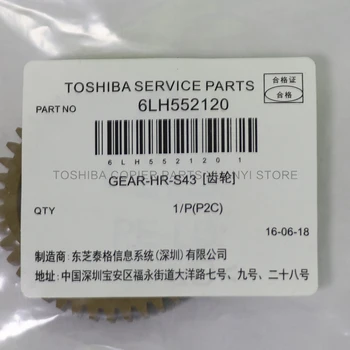 合格证
合格
TOSHIBA SERVICE PARTS
PART NO 6LH552120
6LH5521201
TOSHIBA COPIER PARTS WANYI STORE
GEAR-HR-S43 [齿轮]
QTY 1/P(P2C)
16-06-18
制造商：东芝泰格信息系统(深圳)有限公司
地址：中国深圳宝安区福永街道大洋路七号、九号、二十八号